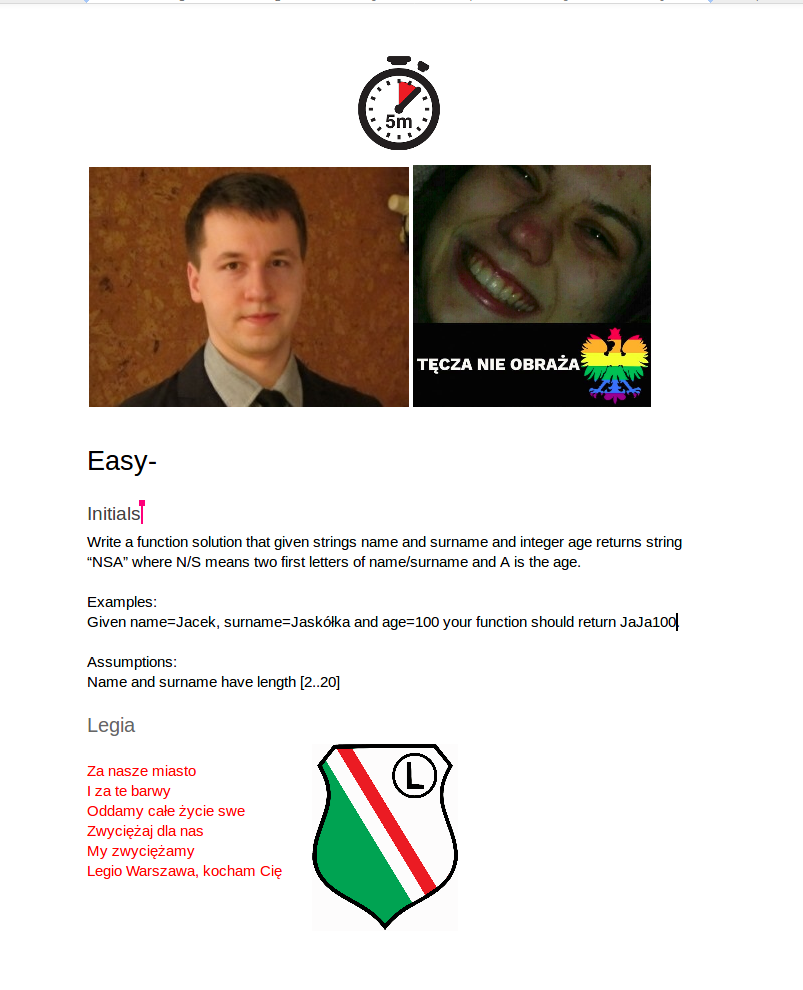 5m
TĘCZA NIE OBRAŻA
Easy-
Initials
Write a function solution that given strings name and surname and integer age returns string
“NSA” where N/S means two first letters of name/surname and A is the age.
Examples:
Given name=Jacek, surname=Jaskółka and age=100 your function should return JaJa100.
Assumptions:
Name and surname have length [2..20]
Legia
L
Za nasze miasto
I za te barwy
Oddamy całe życie swe
Zwyciężaj dla nas
My zwyciężamy
Legio Warszawa, kocham Cię